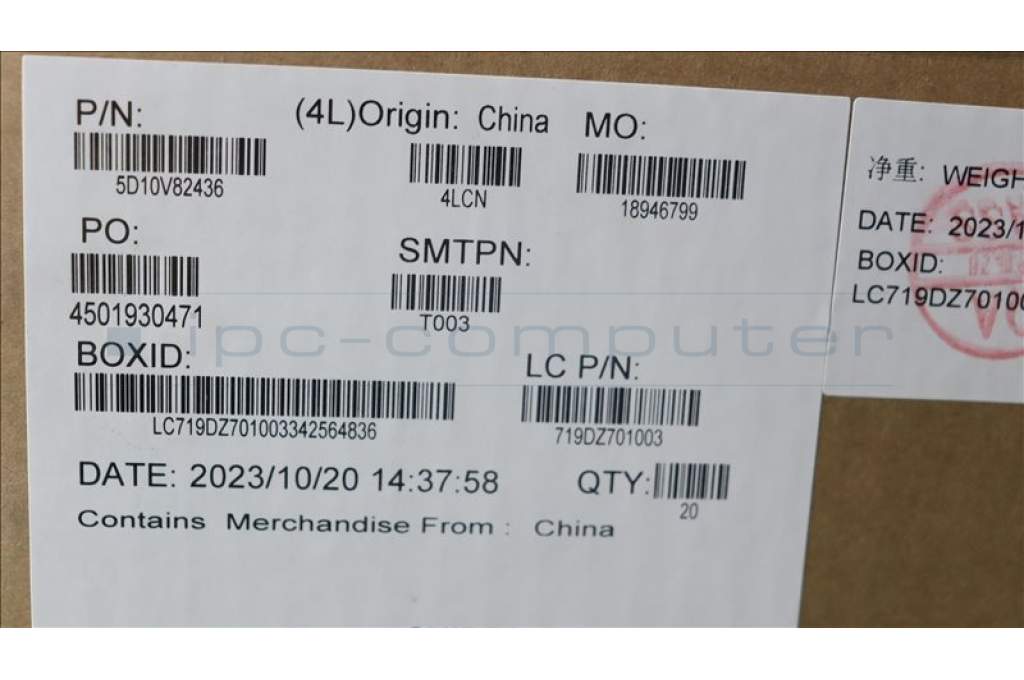 P/N:
5D10V82436
(4L)Origin: China
4LCN
MO:
18946799
PO:
4501930471
SMTPN:
T003
BOXID:
LC719DZ701003342564836
LC P/N:
719DZ701003
DATE: 2023/10/20 14:37:58
QTY:
20
Contains Merchandise From : China
净重: WEIGH
DATE: 2023/1
BOXID:
LC719DZ70100
ipc-computer